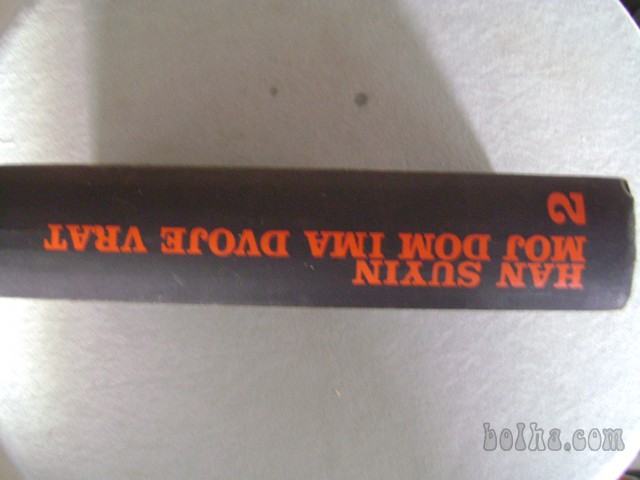 HAN SUYIN
MOJ DOM IMA DVOJE VRAT
2
bolha.com